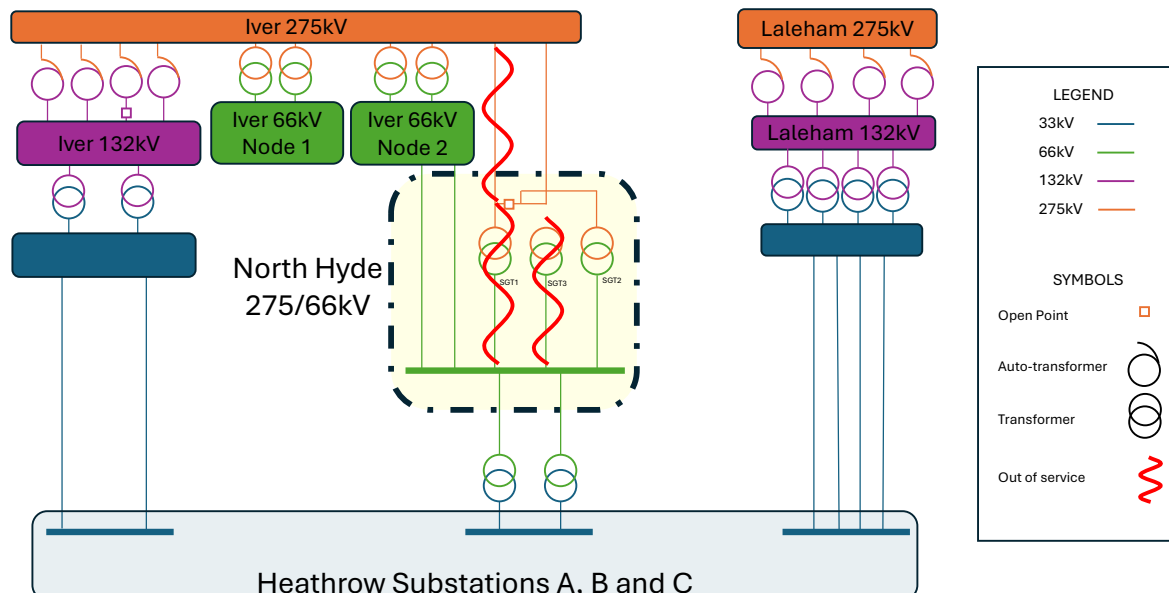 Iver 275kV
Laleham 275kV
Iver 132kV
Iver 66kV
Node 1
Iver 66kV
Node 2
Laleham 132kV
North Hyde
275/66kV
SGT1
SGT3
SGT2
Heathrow Substations A, B and C
LEGEND
33kV
66kV
132kV
275kV
SYMBOLS
Open Point
Auto-transformer
Transformer
Out of service